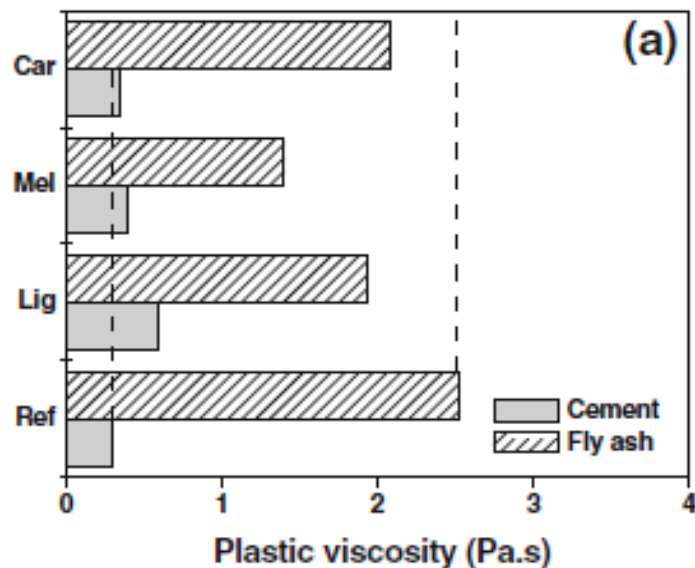 (a)
Car
Mel
Lig
Ref
Cement
Fly ash
0 1 2 3 4
Plastic viscosity (Pa.s)